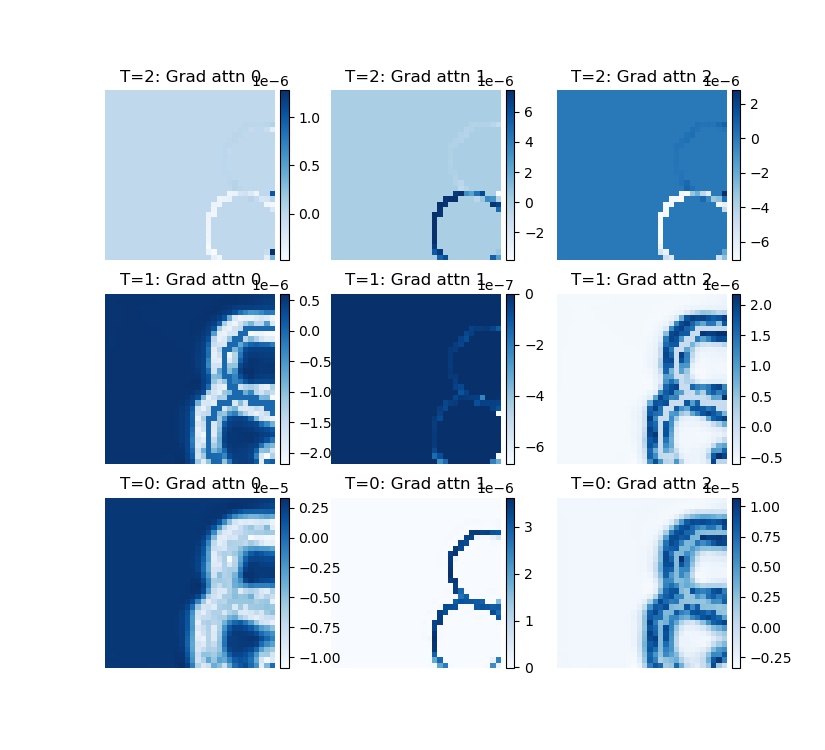 T=2: Grad attn 0
1e−6
T=2: Grad attn 1
1e−6
T=2: Grad attn 2
1e−6
1.0
0.5
0.0
6
4
2
0
−2
2
0
−2
−4
−6
T=1: Grad attn 0
1e−6
T=1: Grad attn 1
1e−7
T=1: Grad attn 2
1e−6
0.5
0.0
−0.5
−1.0
−1.5
−2.0
0
−2
−4
−6
2.0
1.5
1.0
0.5
0.0
−0.5
T=0: Grad attn 0
1e−5
T=0: Grad attn 1
1e−6
T=0: Grad attn 2
1e−5
0.25
0.00
−0.25
−0.50
−0.75
−1.00
3
2
1
0
1.00
0.75
0.50
0.25
0.00
−0.25